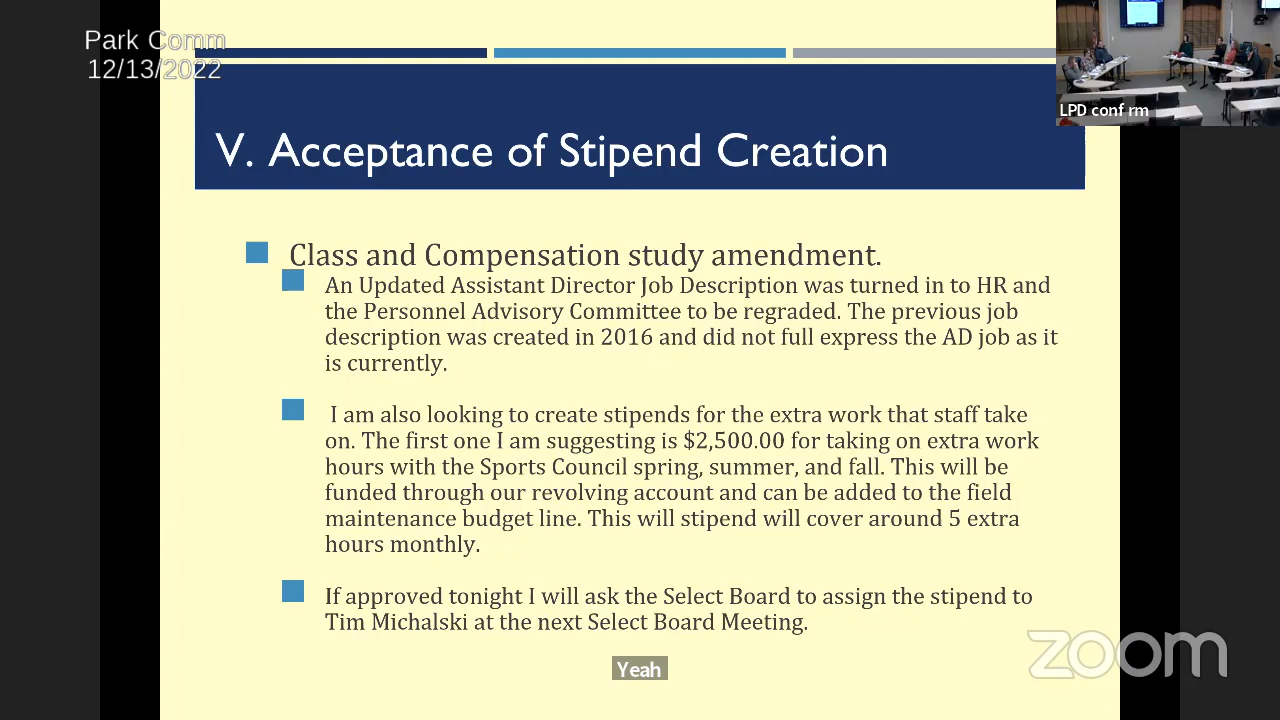 Park Comm
12/13/2022
LPD conf rm
V. Acceptance of Stipend Creation
Class and Compensation study amendment.
An Updated Assistant Director Job Description was turned in to HR and
the Personnel Advisory Committee to be regraded. The previous job
description was created in 2016 and did not full express the AD job as it
is currently.
I am also looking to create stipends for the extra work that staff take
on. The first one I am suggesting is $2,500.00 for taking on extra work
hours with the Sports Council spring, summer, and fall. This will be
funded through our revolving account and can be added to the field
maintenance budget line. This will stipend will cover around 5 extra
hours monthly.
If approved tonight I will ask the Select Board to assign the stipend to
Tim Michalski at the next Select Board Meeting.
zoom
Yeah